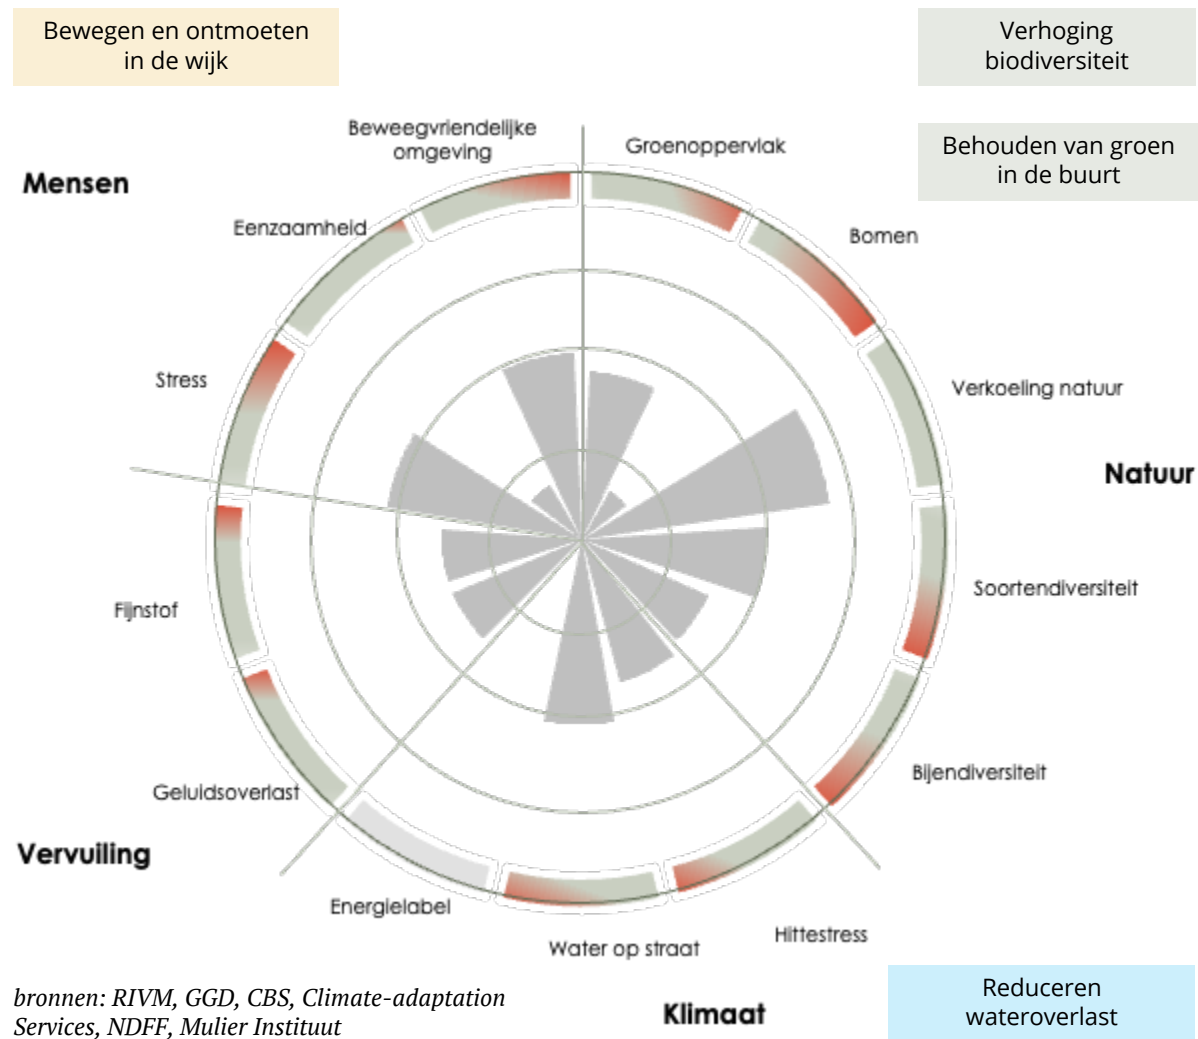 Bewegen en ontmoeten
in de wijk
Verhoging
biodiversiteit
Behouden van groen
in de buurt
Mensen
Beweegvriendelijke
omgeving
Groenoppervlak
Eenzaamheid
Bomen
Stress
Verkoeling natuur
Natuur
Fijnstof
Soortendiversiteit
Geluidsoverlast
Bijendiversiteit
Vervuiling
Energielabel
Water op straat
Hittestress
bronnen: RIVM, GGD, CBS, Climate-adaptation
Services, NDFF, Mulier Instituut
Klimaat
Reduceren
wateroverlast